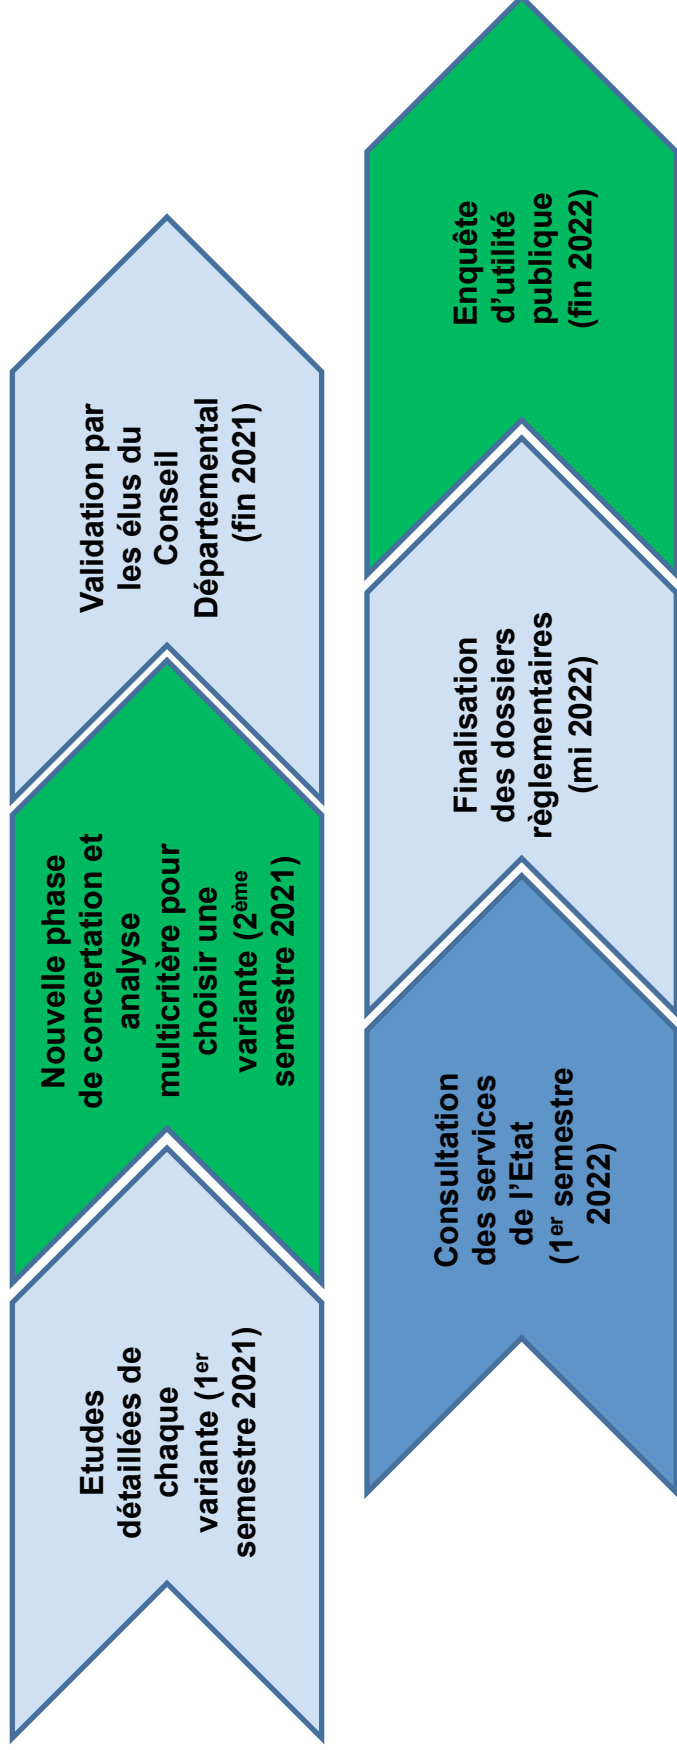 Etudes
détaillées de
chaque
variante (1er
semestre 2021)
Nouvelle phase
de concertation et
analyse
multicritère pour
choisir une
variante (2ème
semestre 2021)
Validation par
les élus du
Conseil
Départemental
(fin 2021)
Consultation
des services
de l'Etat
(1er semestre
2022)
Finalisation
des dossiers
règlementaires
(mi 2022)
Enquête
d'utilité
publique
(fin 2022)